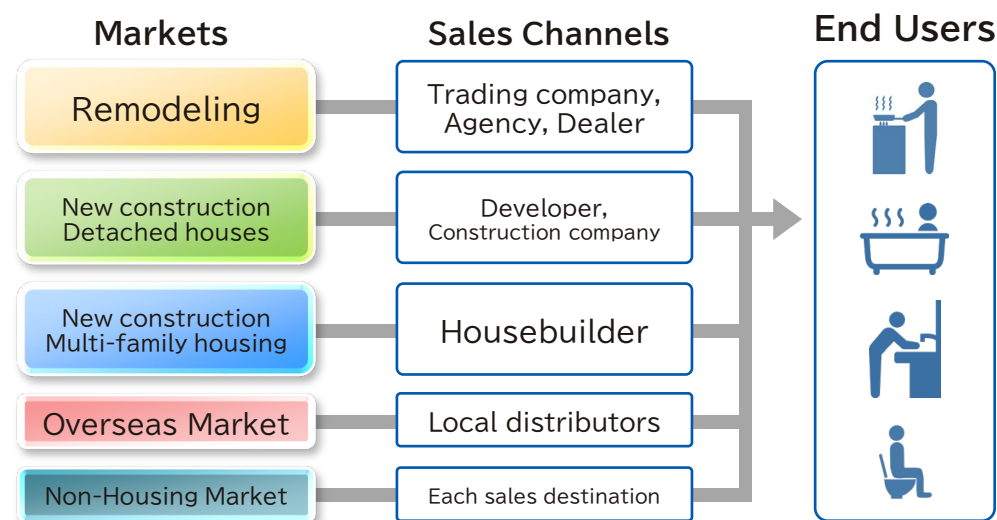 Markets
Sales Channels
End Users
Remodeling
Trading company,
Agency, Dealer
New construction
Detached houses
Developer,
Construction company
New construction
Multi-family housing
Housebuilder
Overseas Market
Local distributors
Non-Housing Market
Each sales destination